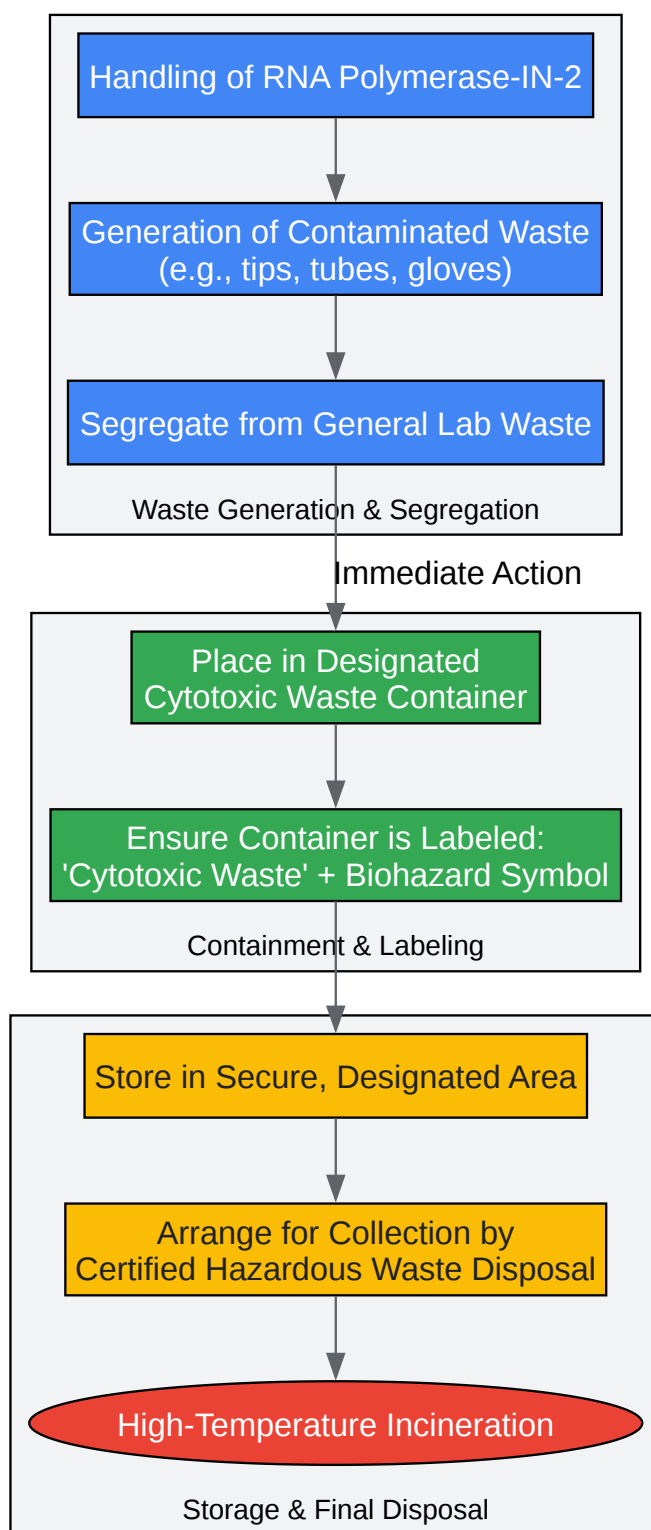 Handling of RNA Polymerase-IN-2
Generation of Contaminated Waste
(e.g., tips, tubes, gloves)
Segregate from General Lab Waste
Waste Generation & Segregation
Immediate Action
Place in Designated
Cytotoxic Waste Container
Ensure Container is Labeled:
'Cytotoxic Waste' + Biohazard Symbol
Containment & Labeling
Store in Secure, Designated Area
Arrange for Collection by
Certified Hazardous Waste Disposal
High-Temperature Incineration
Storage & Final Disposal